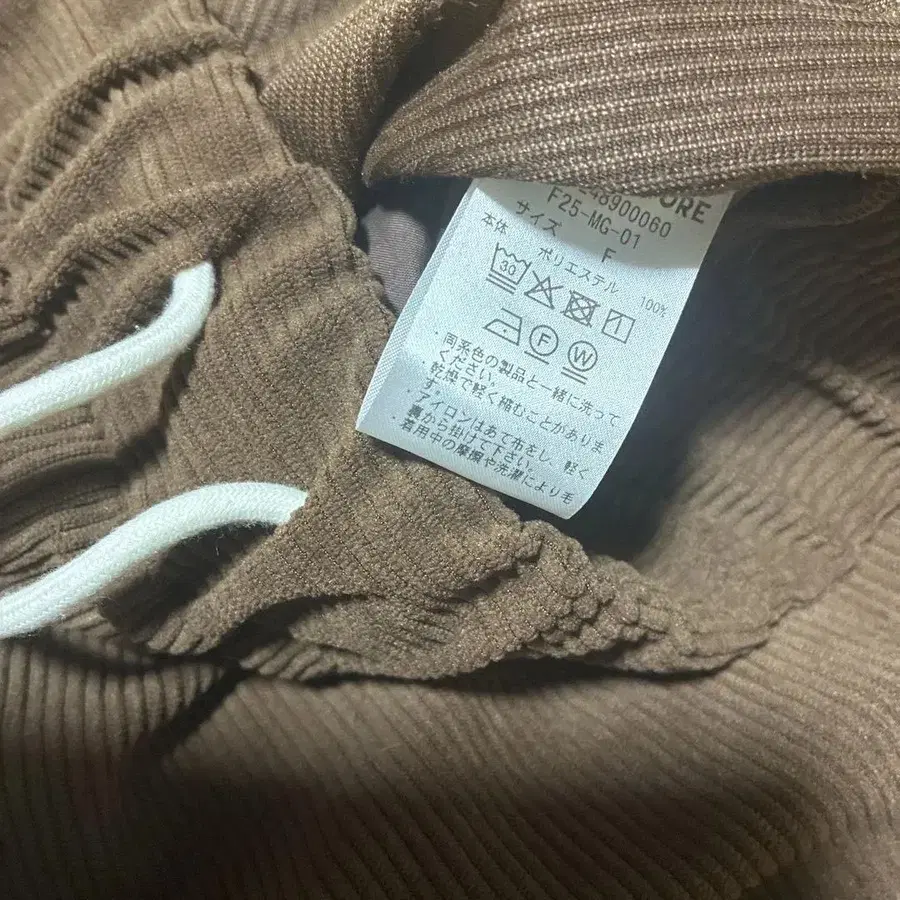 ORE
-48900060
F25-MG-01
サイズ F
本体 ポリエステル 100%
30
F W
・同系色の製品と一緒に洗って
ください。
・乾燥で軽く縮むことがありま
す。
・アイロンはあて布をし、軽く
裏から掛けて下さい。
・着用中の摩擦や洗濯により毛